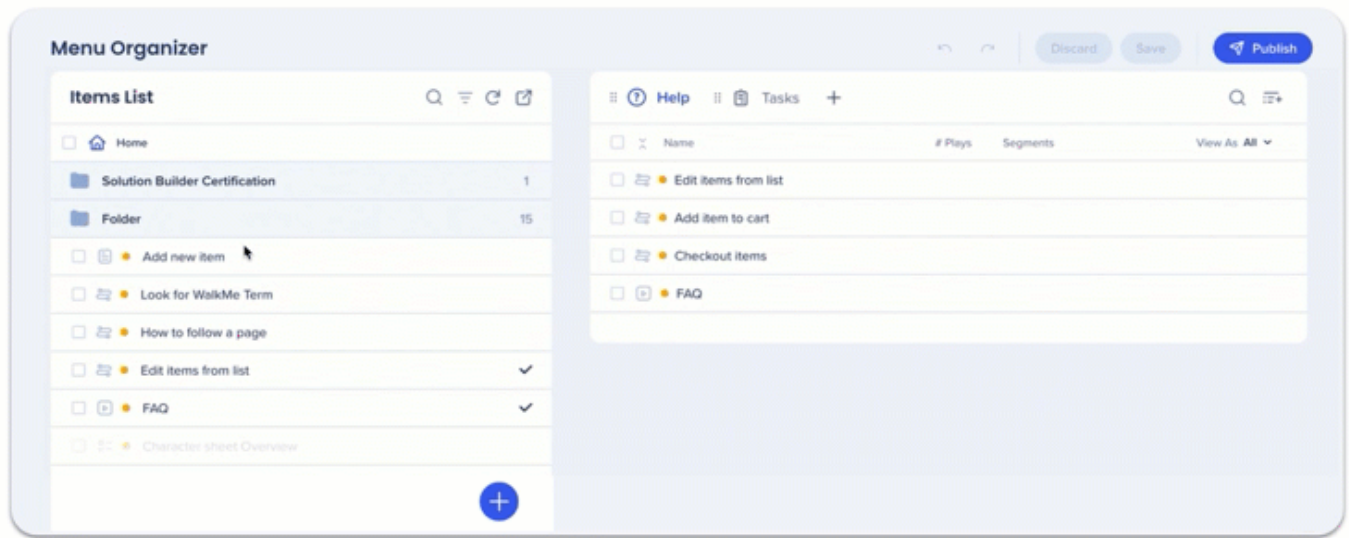 Menu Organizer
Discard
Save
Publish
Items List
Home
Solution Builder Certification 1
Folder 15
Add new item
Look for WalkMe Term
How to follow a page
Edit items from list
FAQ
Character sheet Overview
Help
Tasks
Name # Plays Segments View As All
Edit items from list
Add item to cart
Checkout items
FAQ